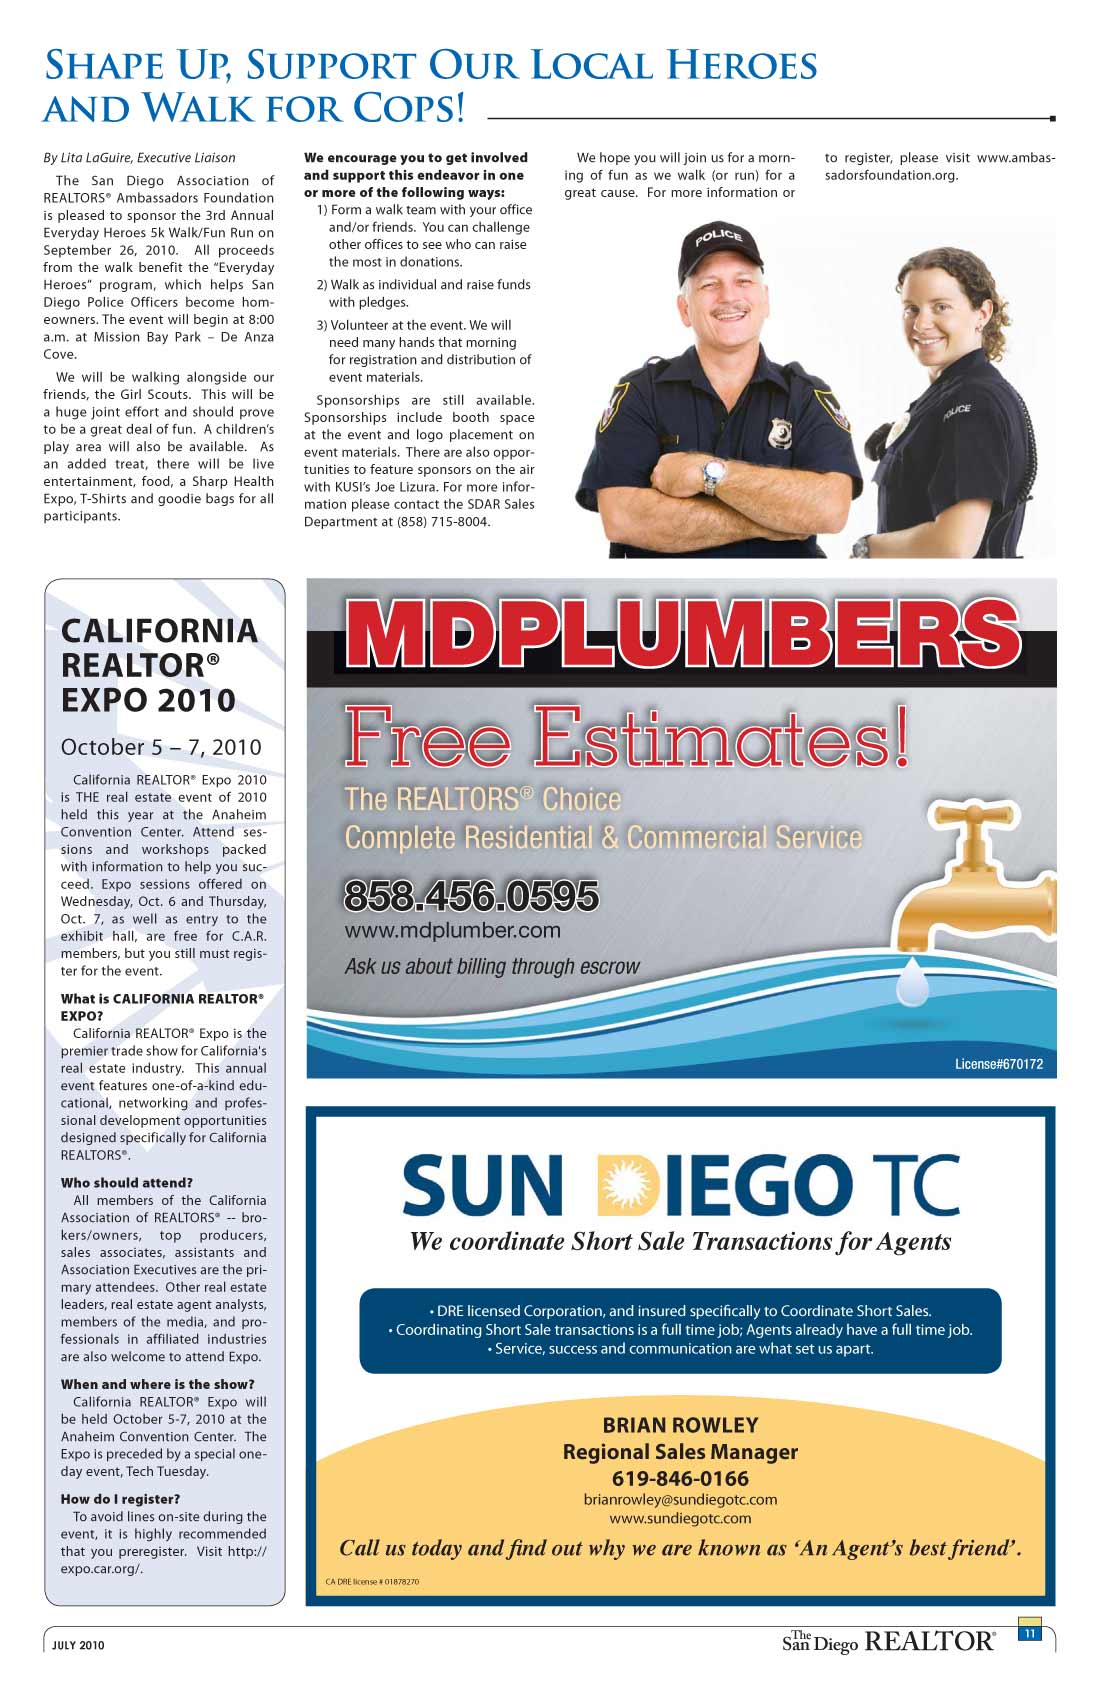 SHAPE UP, SUPPORT OUR LOCAL HEROES
AND WALK FOR COPS!
By Lita LaGuire, Executive Liaison
The San Diego Association of
REALTORS® Ambassadors Foundation
is pleased to sponsor the 3rd Annual
Everyday Heroes 5k Walk/Fun Run on
September 26, 2010. All proceeds
from the walk benefit the “Everyday
Heroes” program, which helps San
Diego Police Officers become hom-
eowners. The event will begin at 8:00
a.m. at Mission Bay Park – De Anza
Cove.
We will be walking alongside our
friends, the Girl Scouts. This will be
a huge joint effort and should prove
to be a great deal of fun. A children’s
play area will also be available. As
an added treat, there will be live
entertainment, food, a Sharp Health
Expo, T-Shirts and goodie bags for all
participants.
We encourage you to get involved
and support this endeavor in one
or more of the following ways:
1) Form a walk team with your office
and/or friends. You can challenge
other offices to see who can raise
the most in donations.
2) Walk as individual and raise funds
with pledges.
3) Volunteer at the event. We will
need many hands that morning
for registration and distribution of
event materials.
Sponsorships are still available.
Sponsorships include booth space
at the event and logo placement on
event materials. There are also oppor-
tunities to feature sponsors on the air
with KUSI’s Joe Lizura. For more infor-
mation please contact the SDAR Sales
Department at (858) 715-8004.
We hope you will join us for a morn-
ing of fun as we walk (or run) for a
great cause. For more information or
to register, please visit www.ambas-
sadorsfoundation.org.
POLICE
POLICE
CALIFORNIA
REALTOR®
EXPO 2010
October 5 – 7, 2010
California REALTOR® Expo 2010
is THE real estate event of 2010
held this year at the Anaheim
Convention Center. Attend ses-
sions and workshops packed
with information to help you suc-
ceed. Expo sessions offered on
Wednesday, Oct. 6 and Thursday,
Oct. 7, as well as entry to the
exhibit hall, are free for C.A.R.
members, but you still must regis-
ter for the event.
What is CALIFORNIA REALTOR®
EXPO?
California REALTOR® Expo is the
premier trade show for California's
real estate industry. This annual
event features one-of-a-kind edu-
cational, networking and profes-
sional development opportunities
designed specifically for California
REALTORS®.
Who should attend?
All members of the California
Association of REALTORS® -- bro-
kers/owners, top producers,
sales associates, assistants and
Association Executives are the pri-
mary attendees. Other real estate
leaders, real estate agent analysts,
members of the media, and pro-
fessionals in affiliated industries
are also welcome to attend Expo.
When and where is the show?
California REALTOR® Expo will
be held October 5-7, 2010 at the
Anaheim Convention Center. The
Expo is preceded by a special one-
day event, Tech Tuesday.
How do I register?
To avoid lines on-site during the
event, it is highly recommended
that you preregister. Visit http://
expo.car.org/.
MDPLUMBERS
Free Estimates!
The REALTORS® Choice
Complete Residential & Commercial Service
858.456.0595
www.mdplumber.com
Ask us about billing through escrow
License#670172
SUN DIEGO TC
We coordinate Short Sale Transactions for Agents
• DRE licensed Corporation, and insured specifically to Coordinate Short Sales.
• Coordinating Short Sale transactions is a full time job; Agents already have a full time job.
• Service, success and communication are what set us apart.
BRIAN ROWLEY
Regional Sales Manager
619-846-0166
brianrowley@sundiegotc.com
www.sundiegotc.com
Call us today and find out why we are known as ‘An Agent’s best friend’.
CA DRE license # 01878270
JULY 2010
The San Diego REALTOR®
11